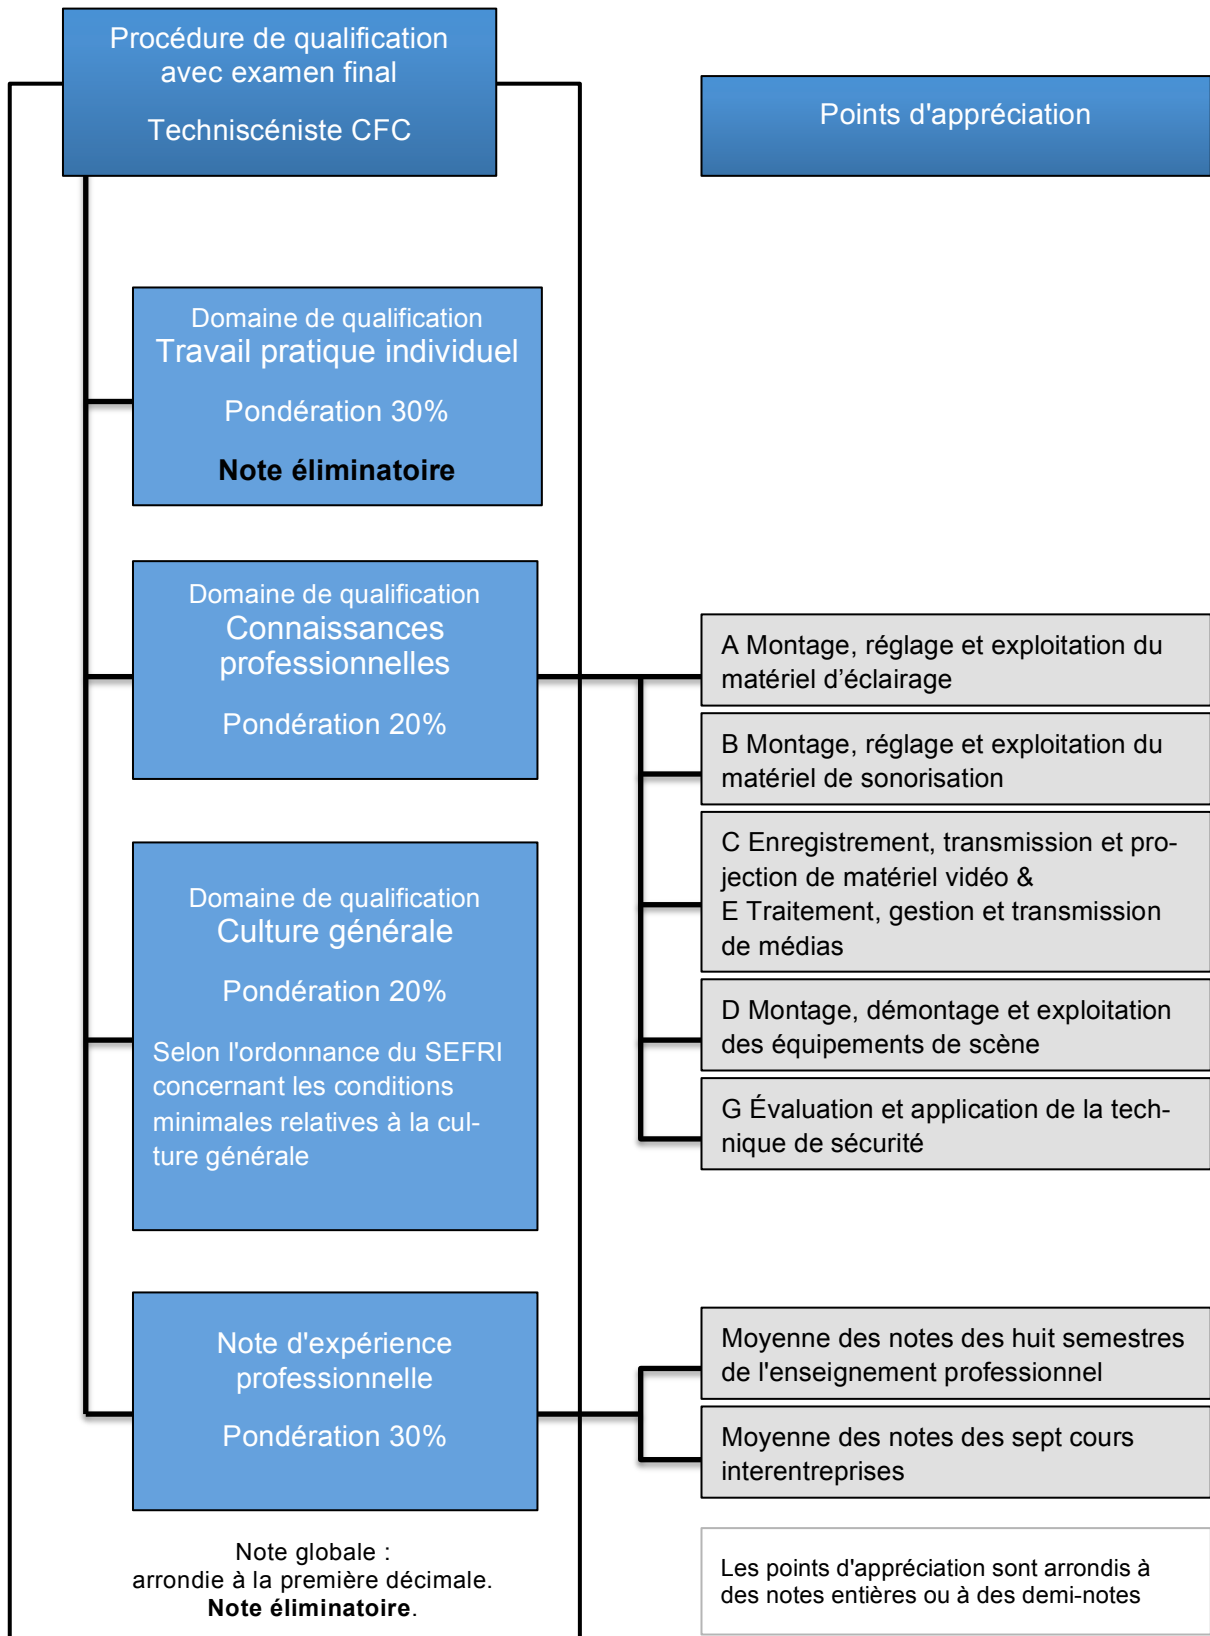 Procédure de qualification
avec examen final
Techniscéniste CFC
Points d'appréciation
Domaine de qualification
Travail pratique individuel
Pondération 30%
Note éliminatoire
Domaine de qualification
Connaissances
professionnelles
Pondération 20%
A Montage, réglage et exploitation du
matériel d’éclairage
B Montage, réglage et exploitation du
matériel de sonorisation
C Enregistrement, transmission et pro-
jection de matériel vidéo &
E Traitement, gestion et transmission
de médias
D Montage, démontage et exploitation
des équipements de scène
G Évaluation et application de la tech-
nique de sécurité
Domaine de qualification
Culture générale
Pondération 20%
Selon l'ordonnance du SEFRI
concernant les conditions
minimales relatives à la cul-
ture générale
Note d'expérience
professionnelle
Pondération 30%
Moyenne des notes des huit semestres
de l'enseignement professionnel
Moyenne des notes des sept cours
interentreprises
Note globale :
arrondie à la première décimale.
Note éliminatoire.
Les points d'appréciation sont arrondis à
des notes entières ou à des demi-notes